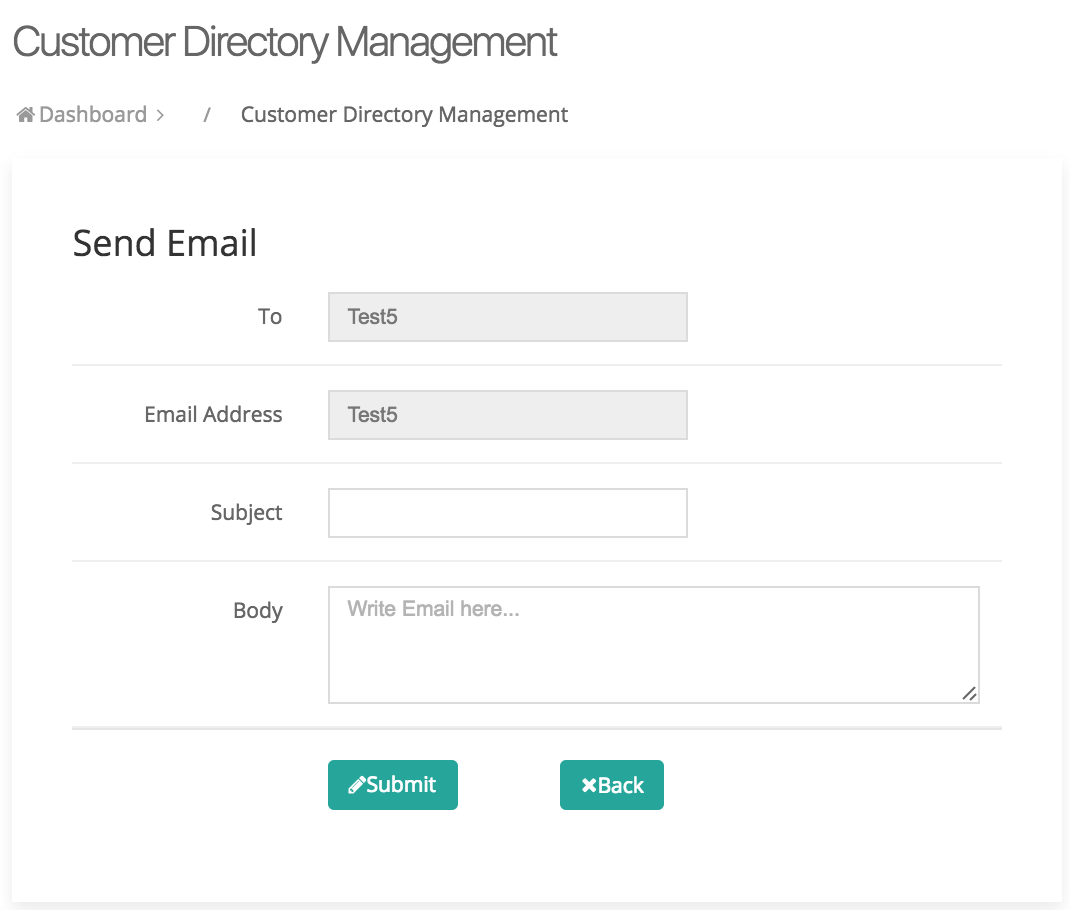 Customer Directory Management
Dashboard > / Customer Directory Management
Send Email
To Test5
Email Address Test5
Subject
Body Write Email here...
Submit Back